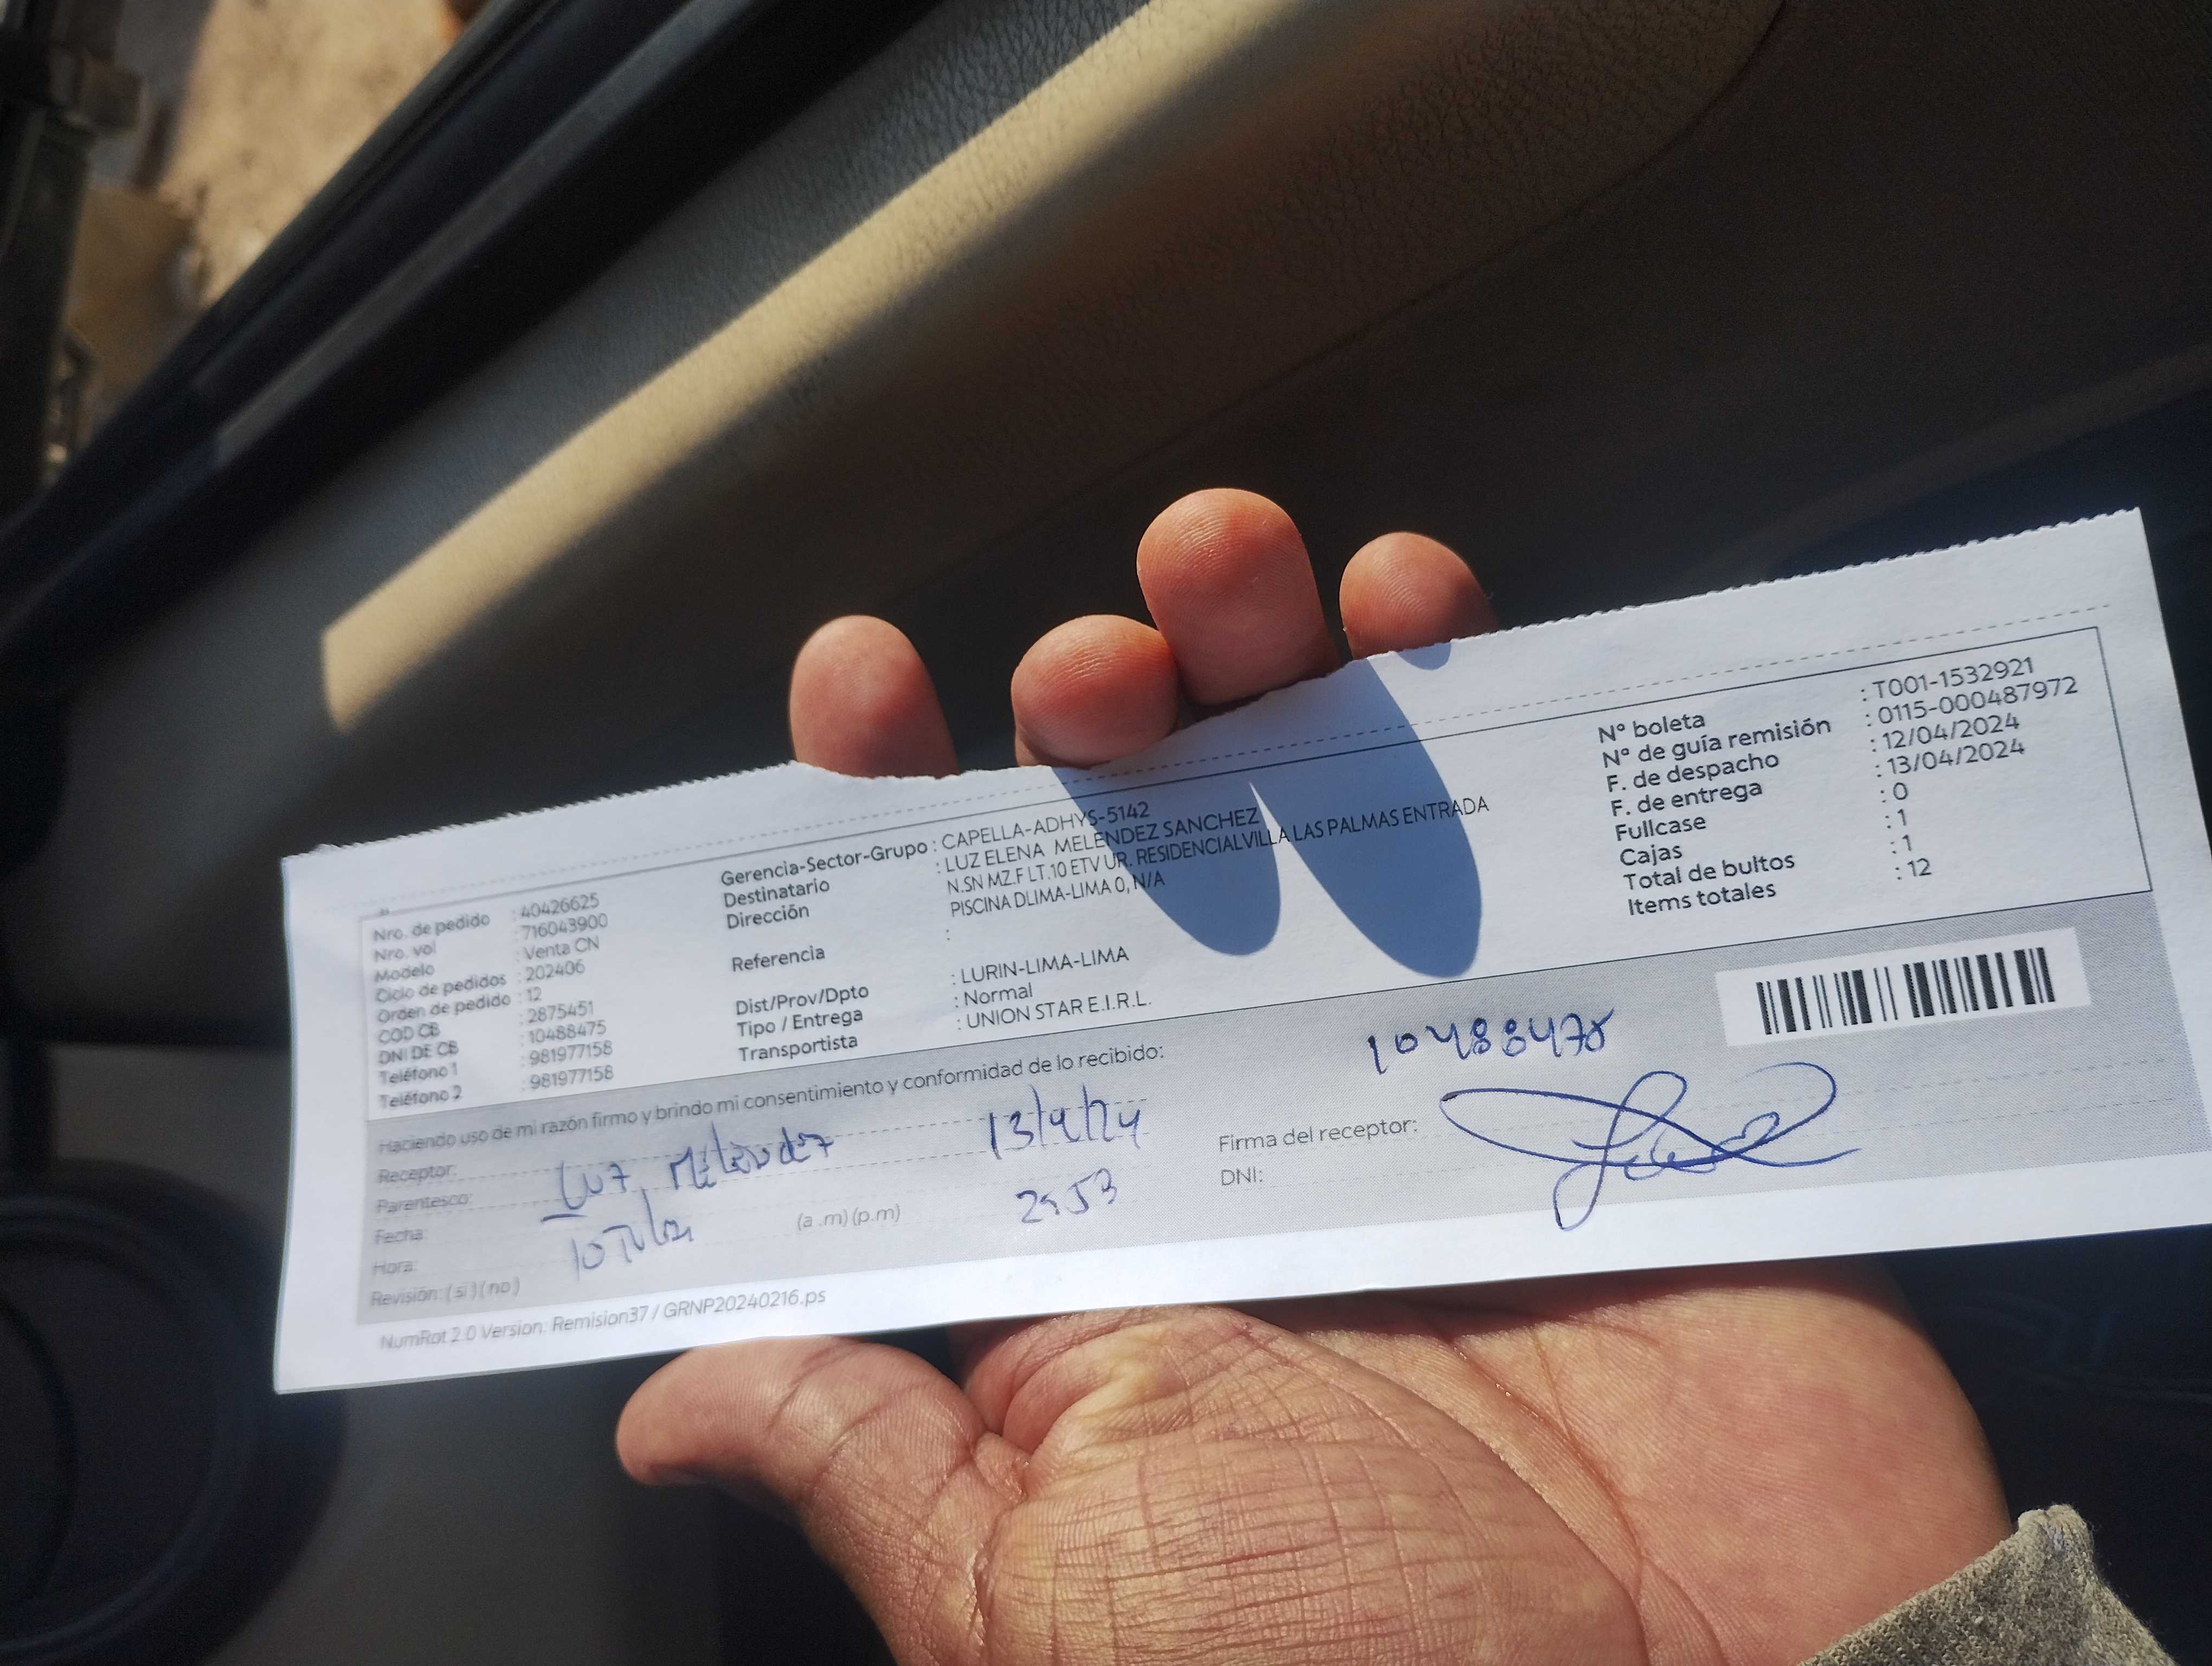 Nro. de pedido : 40426625
Nro. vol : 716043900
Modelo : Venta CN
Ciclo de pedidos : 202406
Orden de pedido : 12
COD CB : 2875451
DNI DE CB : 10488475
Teléfono 1 : 981977158
Teléfono 2 : 981977158
Gerencia-Sector-Grupo : CAPELLA-ADHYS-5142
Destinatario : LUZ ELENA MELENDEZ SANCHEZ
Dirección N.SN MZ.F LT.10 ETV UR. RESIDENCIALVILLA LAS PALMAS ENTRADA
PISCINA DLIMA-LIMA 0, N/A
Referencia :
Dist/Prov/Dpto : LURIN-LIMA-LIMA
Tipo / Entrega : Normal
Transportista : UNION STAR E.I.R.L.
N° boleta : T001-1532921
N° de guía remisión : 0115-000487972
F. de despacho : 12/04/2024
F. de entrega : 13/04/2024
Fullcase : 0
Cajas : 1
Total de bultos : 1
Items totales : 12
Haciendo uso de mi razón firmo y brindo mi consentimiento y conformidad de lo recibido:
Receptor: Luz Melendez
Parentesco:
Fecha: 13/4/24
Hora: (a .m) (p.m)
Revisión: ( si ) ( no )
10488475
Firma del receptor:
DNI:
NumRot 2.0 Version: Remision37 / GRNP20240216.ps